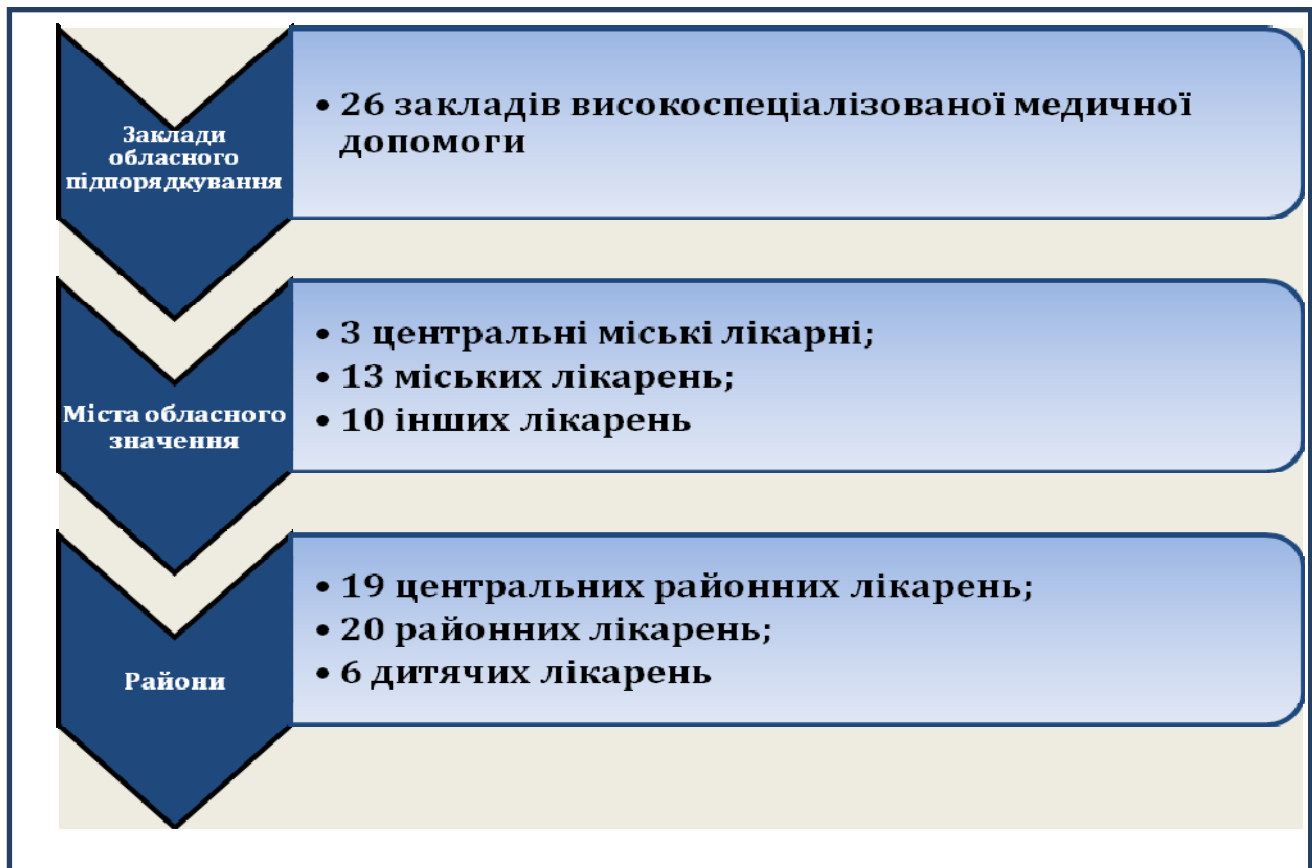 Заклади
обласного
підпорядкування
• 26 закладів високоспеціалізованої медичної
допомоги
Міста обласного
значення
• 3 центральні міські лікарні;
• 13 міських лікарень;
• 10 інших лікарень
Райони
• 19 центральних районних лікарень;
• 20 районних лікарень;
• 6 дитячих лікарень